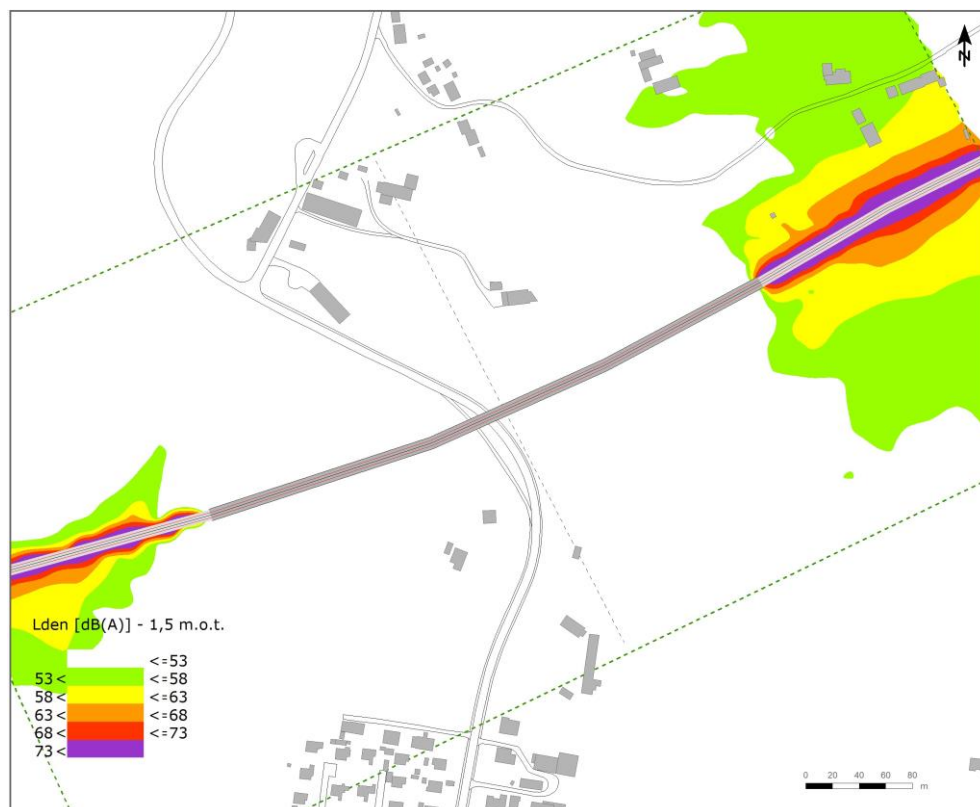 N
Lden [dB(A)] - 1,5 m.o.t.
<=53
53 < <=58
58 < <=63
63 < <=68
68 < <=73
73 <
0 20 40 60 80
m